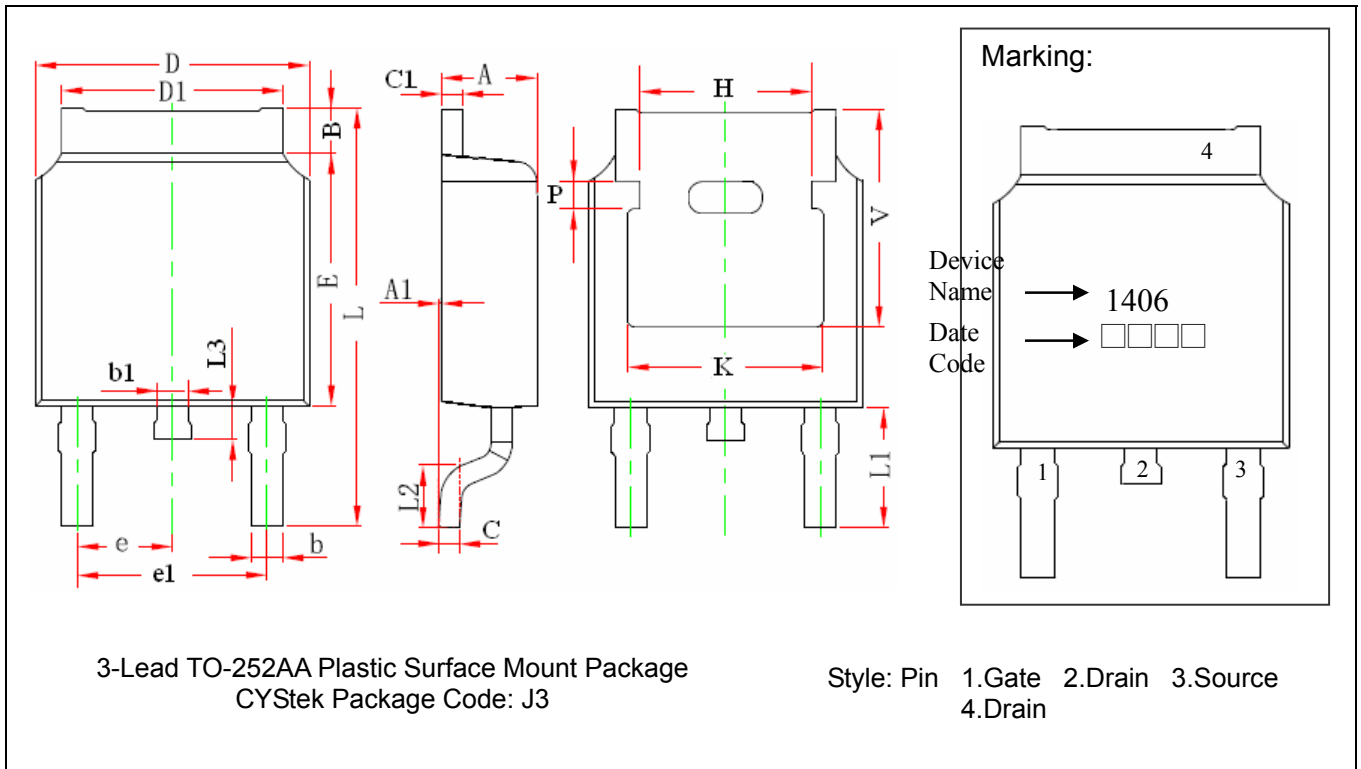 D
D1
B
E
L
b1
L3
e
b
e1
C1
A
A1
L2
C
H
P
V
K
L1
Marking:
4
Device
Name
1406
Date
Code
□□□□
1
2
3
3-Lead TO-252AA Plastic Surface Mount Package
CYStek Package Code: J3
Style: Pin 1.Gate 2.Drain 3.Source
4.Drain